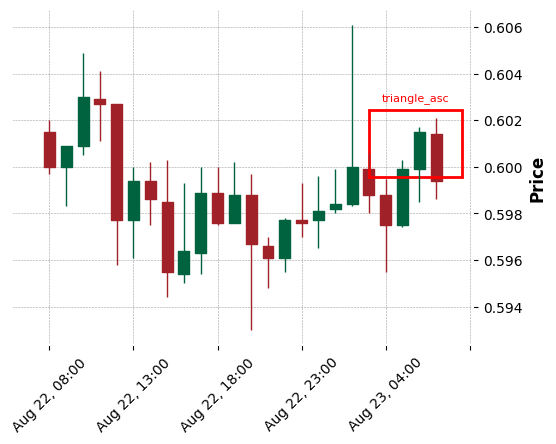 triangle_asc
0.606
0.604
0.602
0.600
0.598
0.596
0.594
Price
Aug 22, 08:00
Aug 22, 13:00
Aug 22, 18:00
Aug 22, 23:00
Aug 23, 04:00